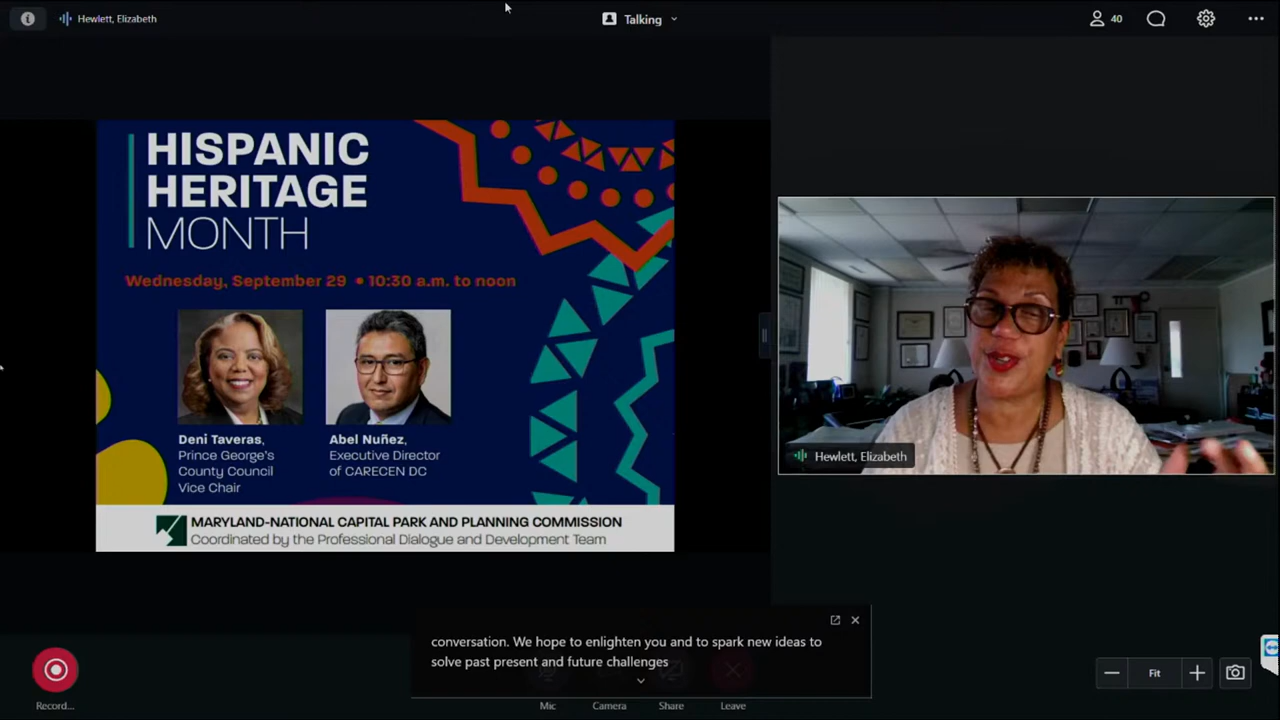 Hewlett, Elizabeth
Talking
40
HISPANIC
HERITAGE
MONTH
Wednesday, September 29 • 10:30 a.m. to noon
Deni Taveras,
Prince George's
County Council
Vice Chair
Abel Nuñez,
Executive Director
of CARECEN DC
MARYLAND-NATIONAL CAPITAL PARK AND PLANNING COMMISSION
Coordinated by the Professional Dialogue and Development Team
Hewlett, Elizabeth
conversation. We hope to enlighten you and to spark new ideas to
solve past present and future challenges
Record...
Mic
Camera
Share
Leave
Fit